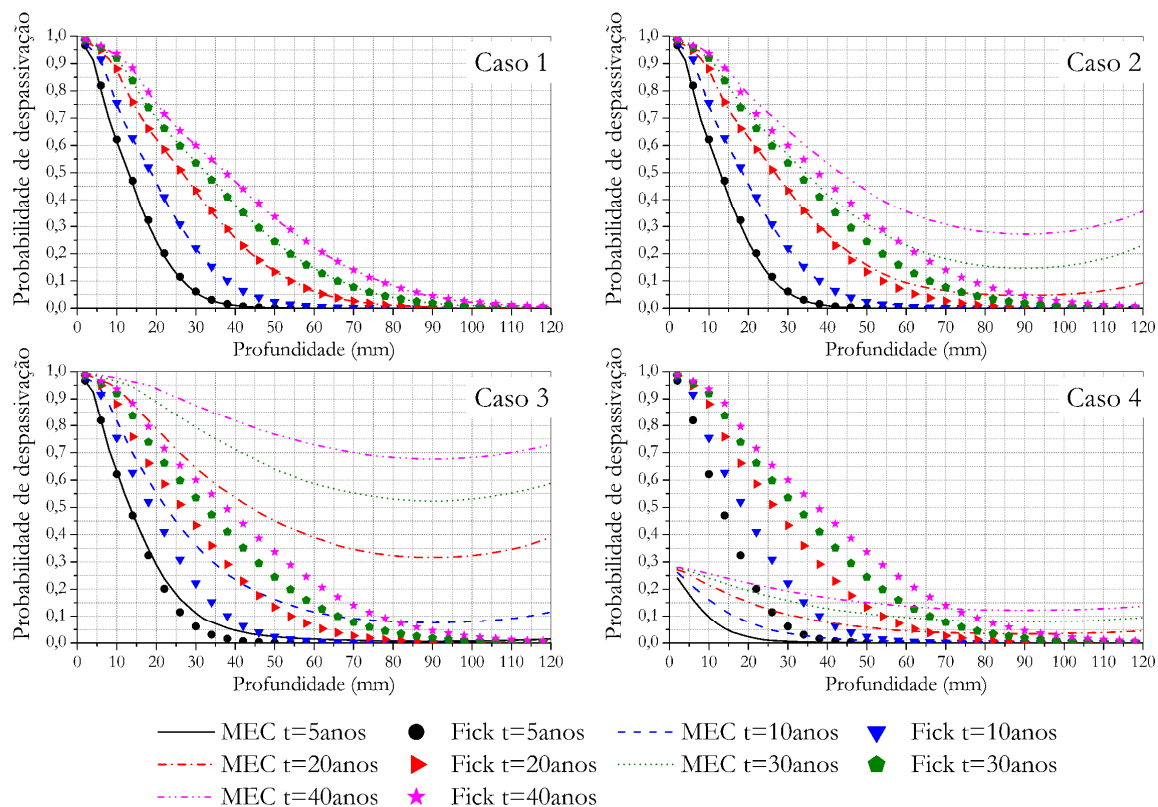 Caso 1
Probabilidade de despassivação
1,0
0,9
0,8
0,7
0,6
0,5
0,4
0,3
0,2
0,1
0,0
0 10 20 30 40 50 60 70 80 90 100 110 120
Profundidade (mm)
Caso 2
Probabilidade de despassivação
1,0
0,9
0,8
0,7
0,6
0,5
0,4
0,3
0,2
0,1
0,0
0 10 20 30 40 50 60 70 80 90 100 110 120
Profundidade (mm)
Caso 3
Probabilidade de despassivação
1,0
0,9
0,8
0,7
0,6
0,5
0,4
0,3
0,2
0,1
0,0
0 10 20 30 40 50 60 70 80 90 100 110 120
Profundidade (mm)
Caso 4
Probabilidade de despassivação
1,0
0,9
0,8
0,7
0,6
0,5
0,4
0,3
0,2
0,1
0,0
0 10 20 30 40 50 60 70 80 90 100 110 120
Profundidade (mm)
MEC t=5anos Fick t=5anos MEC t=10anos Fick t=10anos
MEC t=20anos Fick t=20anos MEC t=30anos Fick t=30anos
MEC t=40anos Fick t=40anos